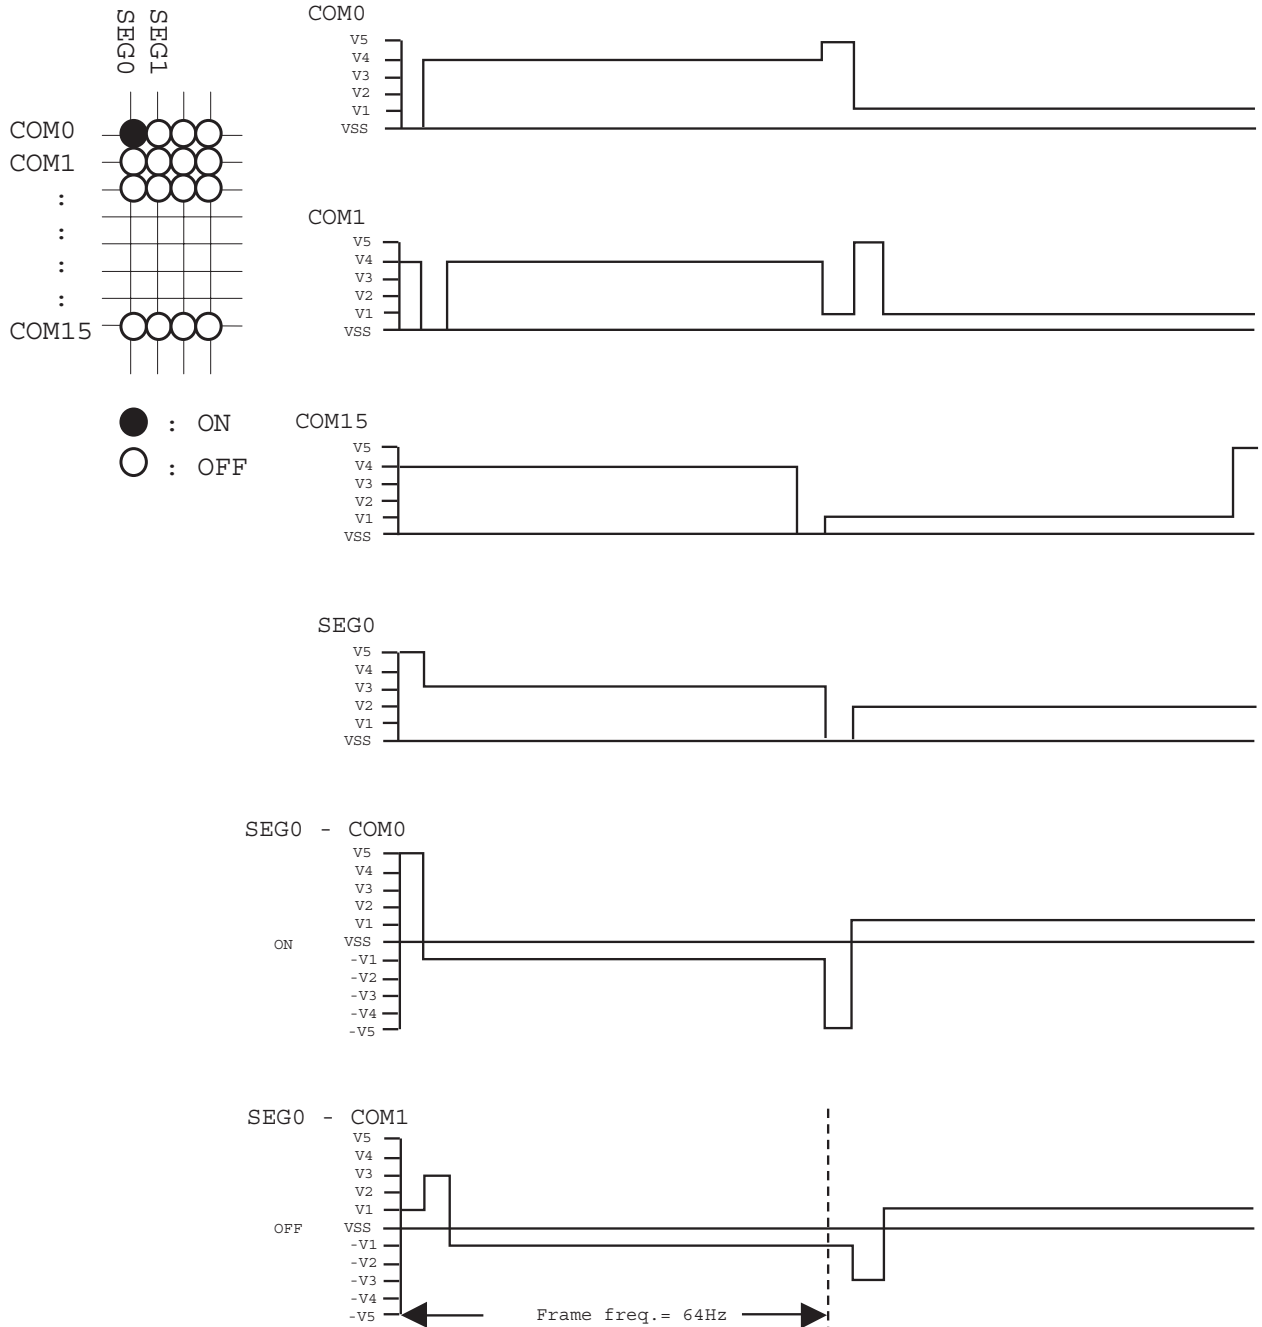 SEG0
SEG1
COM0
COM1
:
:
:
:
COM15
: ON
: OFF
COM0
V5
V4
V3
V2
V1
VSS
COM1
V5
V4
V3
V2
V1
VSS
COM15
V5
V4
V3
V2
V1
VSS
SEG0
V5
V4
V3
V2
V1
VSS
SEG0 - COM0
V5
V4
V3
V2
V1
VSS
ON
-V1
-V2
-V3
-V4
-V5
SEG0 - COM1
V5
V4
V3
V2
V1
VSS
OFF
-V1
-V2
-V3
-V4
-V5
Frame freq.= 64Hz